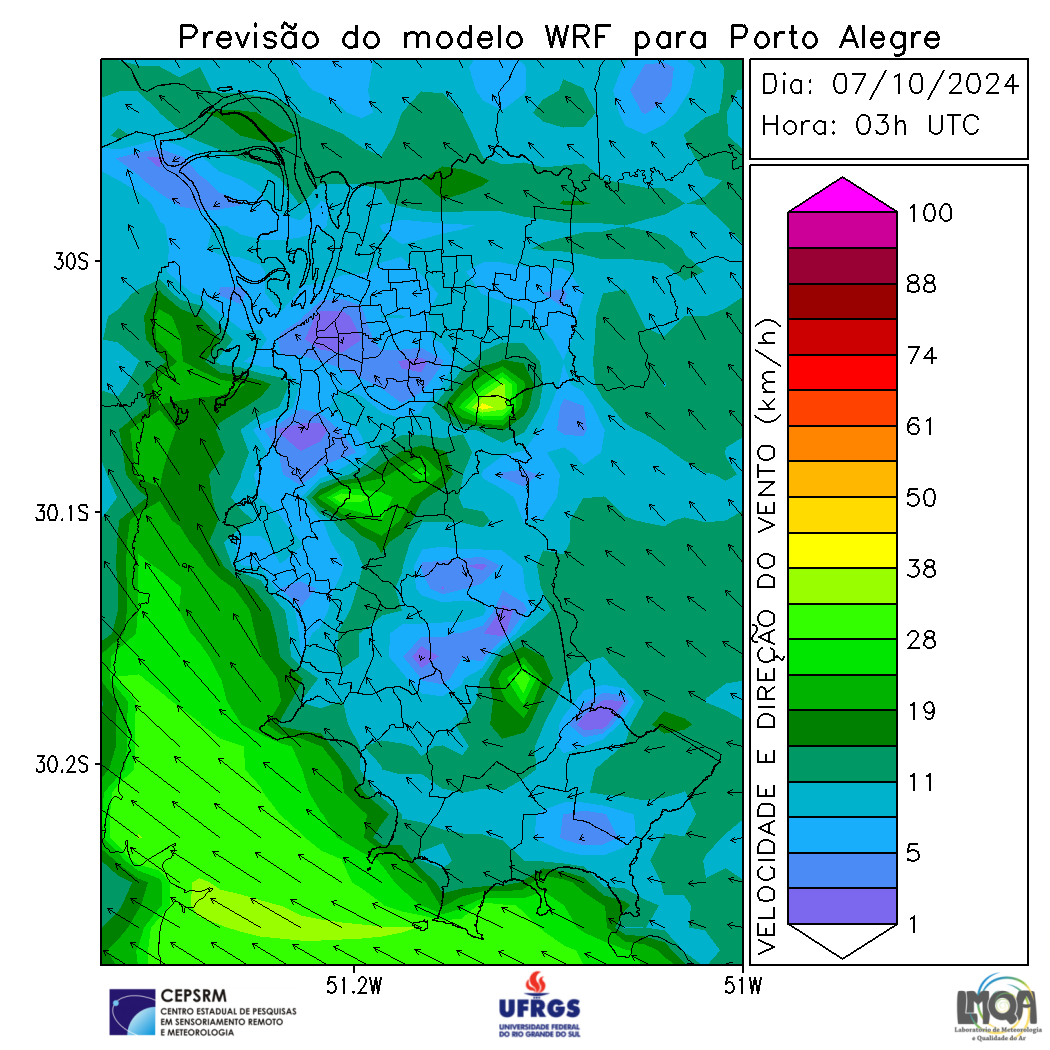 Previsão do modelo WRF para Porto Alegre
Dia: 07/10/2024
Hora: 03h UTC
30S
30.1S
30.2S
51.2W
51W
VELOCIDADE E DIREÇÃO DO VENTO (km/h)
100
88
74
61
50
38
28
19
11
5
1
CEPSRM
CENTRO ESTADUAL DE PESQUISAS
EM SENSORIAMENTO REMOTO
E METEOROLOGIA
UFRGS
UNIVERSIDADE FEDERAL
DO RIO GRANDE DO SUL
LMQA
Laboratório de Meteorologia
e Qualidade do Ar